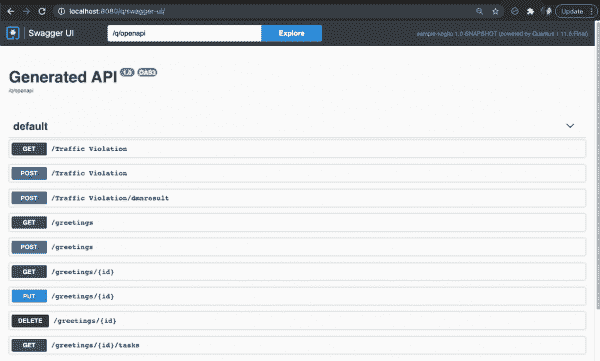 localhost:8080/q/swagger-ui/
Update
Swagger UI
/q/openapi
Explore
sample-kogito 1.0-SNAPSHOT (powered by Quarkus 1.11.5.Final)
Generated API 1.0 OAS3
/q/openapi
default
GET /Traffic Violation
POST /Traffic Violation
POST /Traffic Violation/dmnresult
GET /greetings
POST /greetings
GET /greetings/{id}
PUT /greetings/{id}
DELETE /greetings/{id}
GET /greetings/{id}/tasks